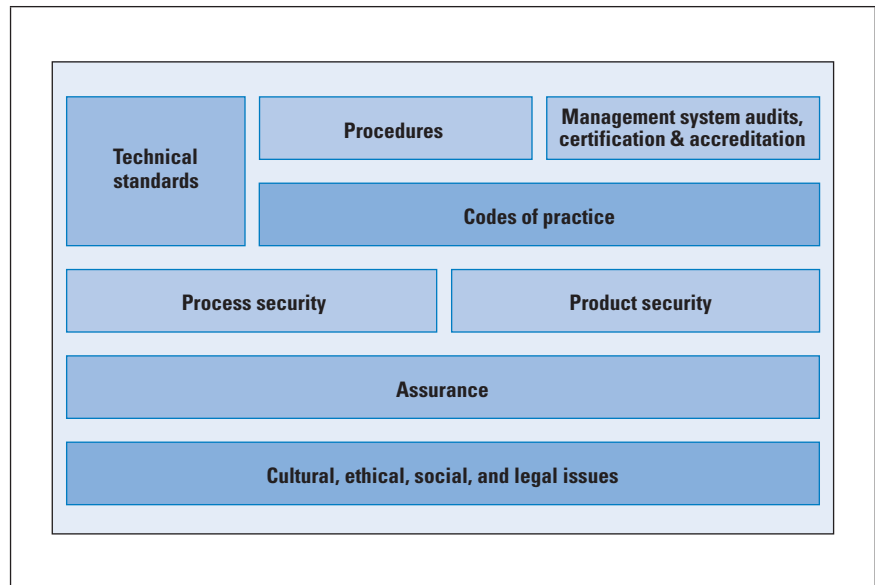 Technical
standards
Procedures
Management system audits,
certification & accreditation
Codes of practice
Process security
Product security
Assurance
Cultural, ethical, social, and legal issues